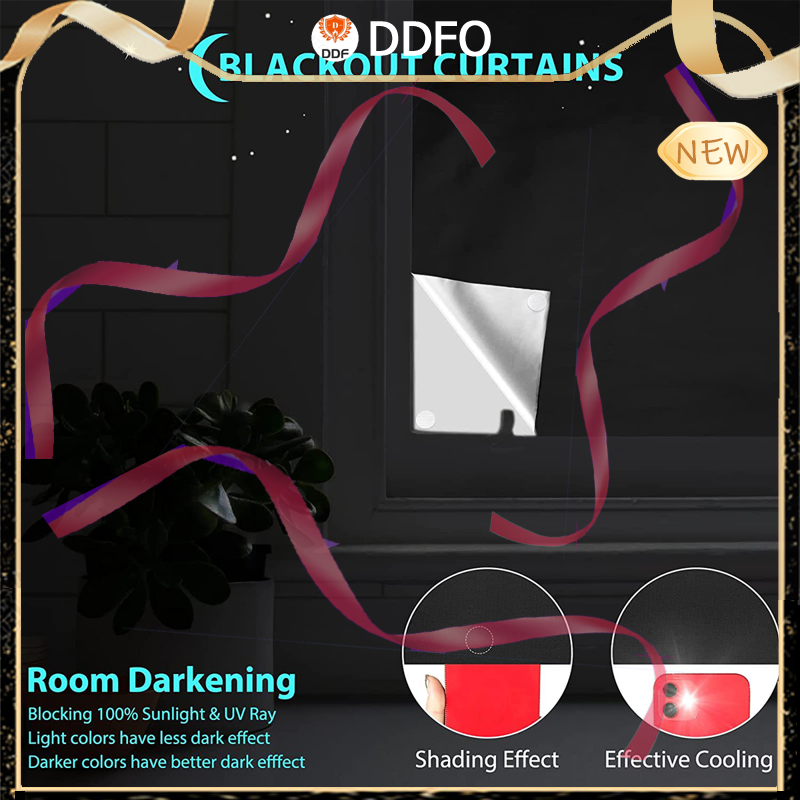 DDF
DDFO
BLACKOUT CURTAINS
NEW
Room Darkening
Blocking 100% Sunlight & UV Ray
Light colors have less dark effect
Darker colors have better dark efffect
Shading Effect
Effective Cooling